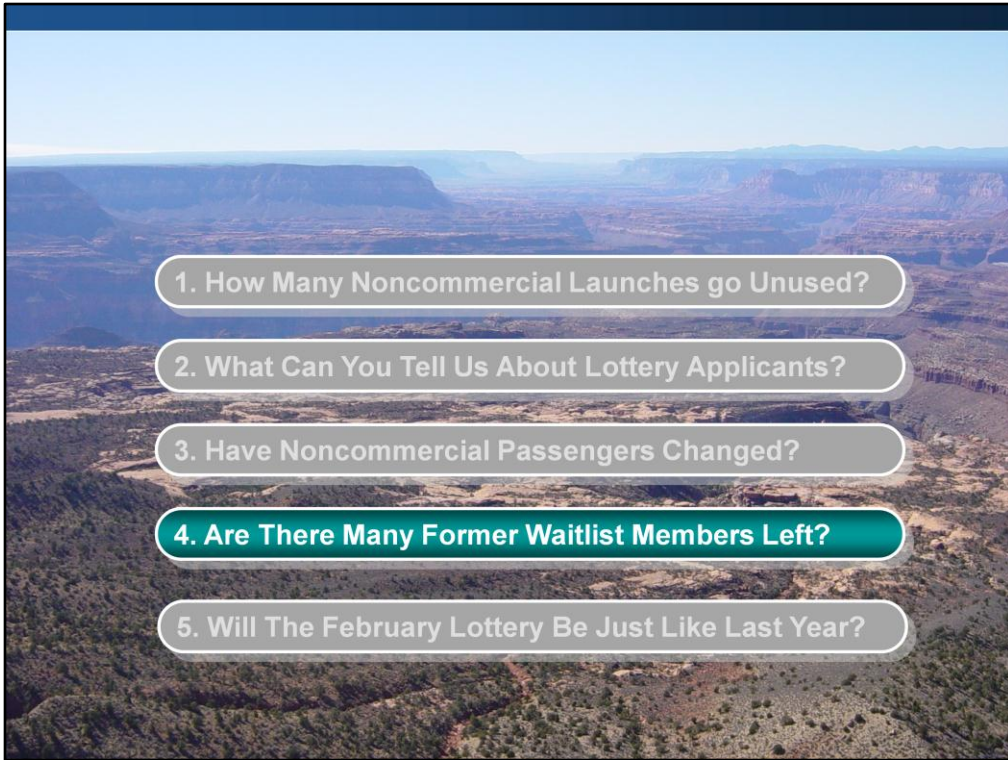 1. How Many Noncommercial Launches go Unused?
2. What Can You Tell Us About Lottery Applicants?
3. Have Noncommercial Passengers Changed?
4. Are There Many Former Waitlist Members Left?
5. Will The February Lottery Be Just Like Last Year?